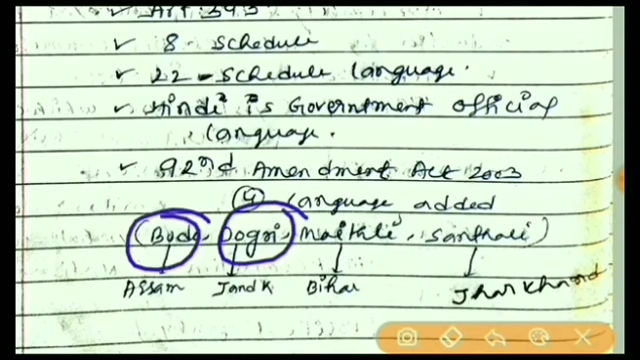 Art 343
✓ 8 Schedule
✓ 22 - Schedule language.
✓ Hindi is Government official
language.
✓ 92nd Amendment Act 2003
④ language added
(Bodo, Dogri, Maithli, Santhali)
Assam J and K Bihar Jharkhand